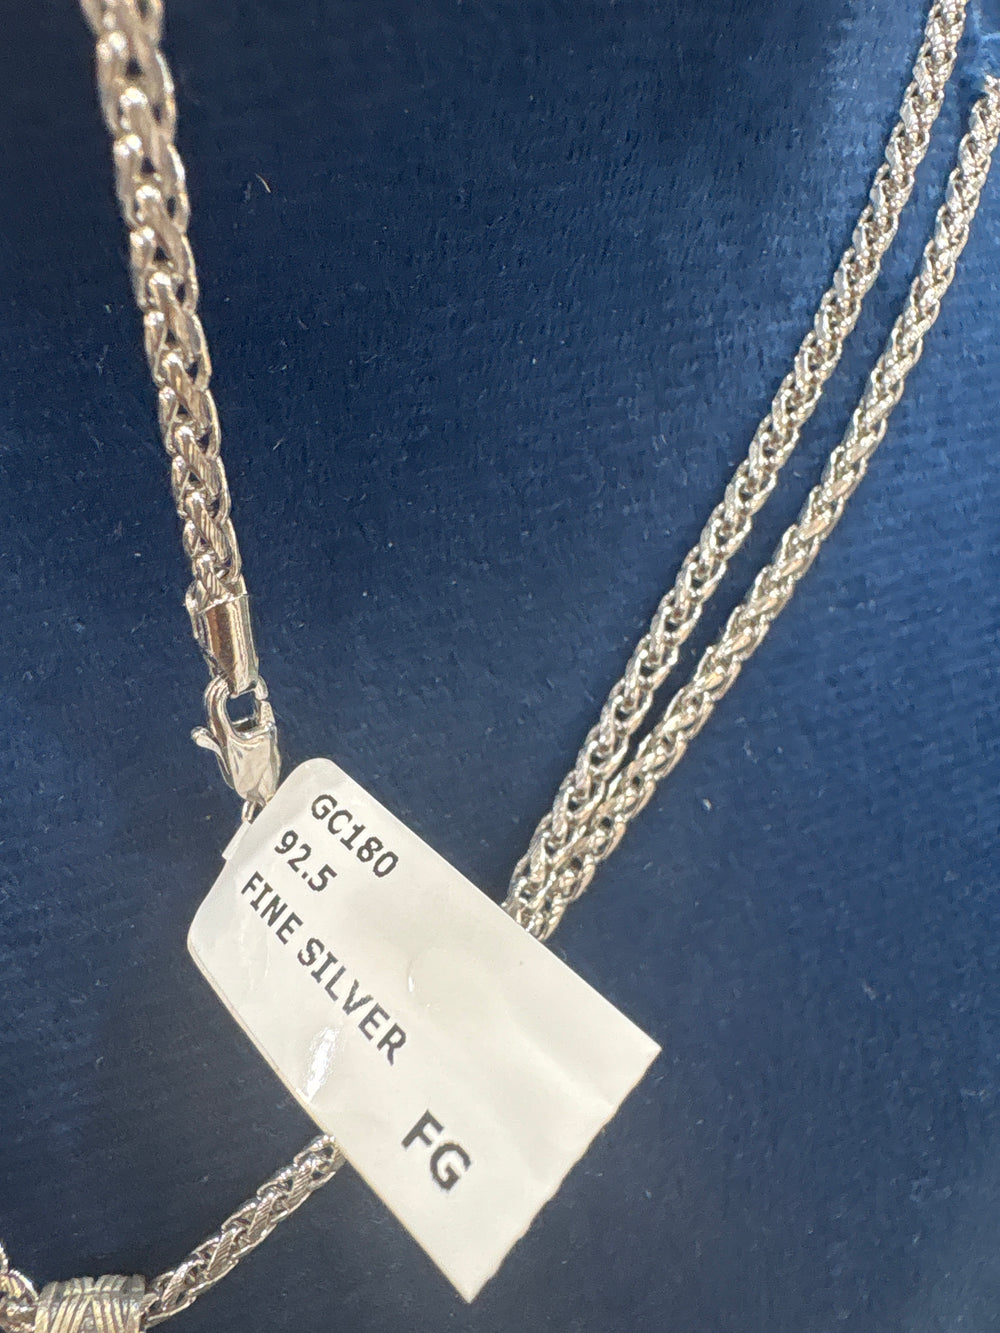 GC180
92.5
FINE SILVER
FG